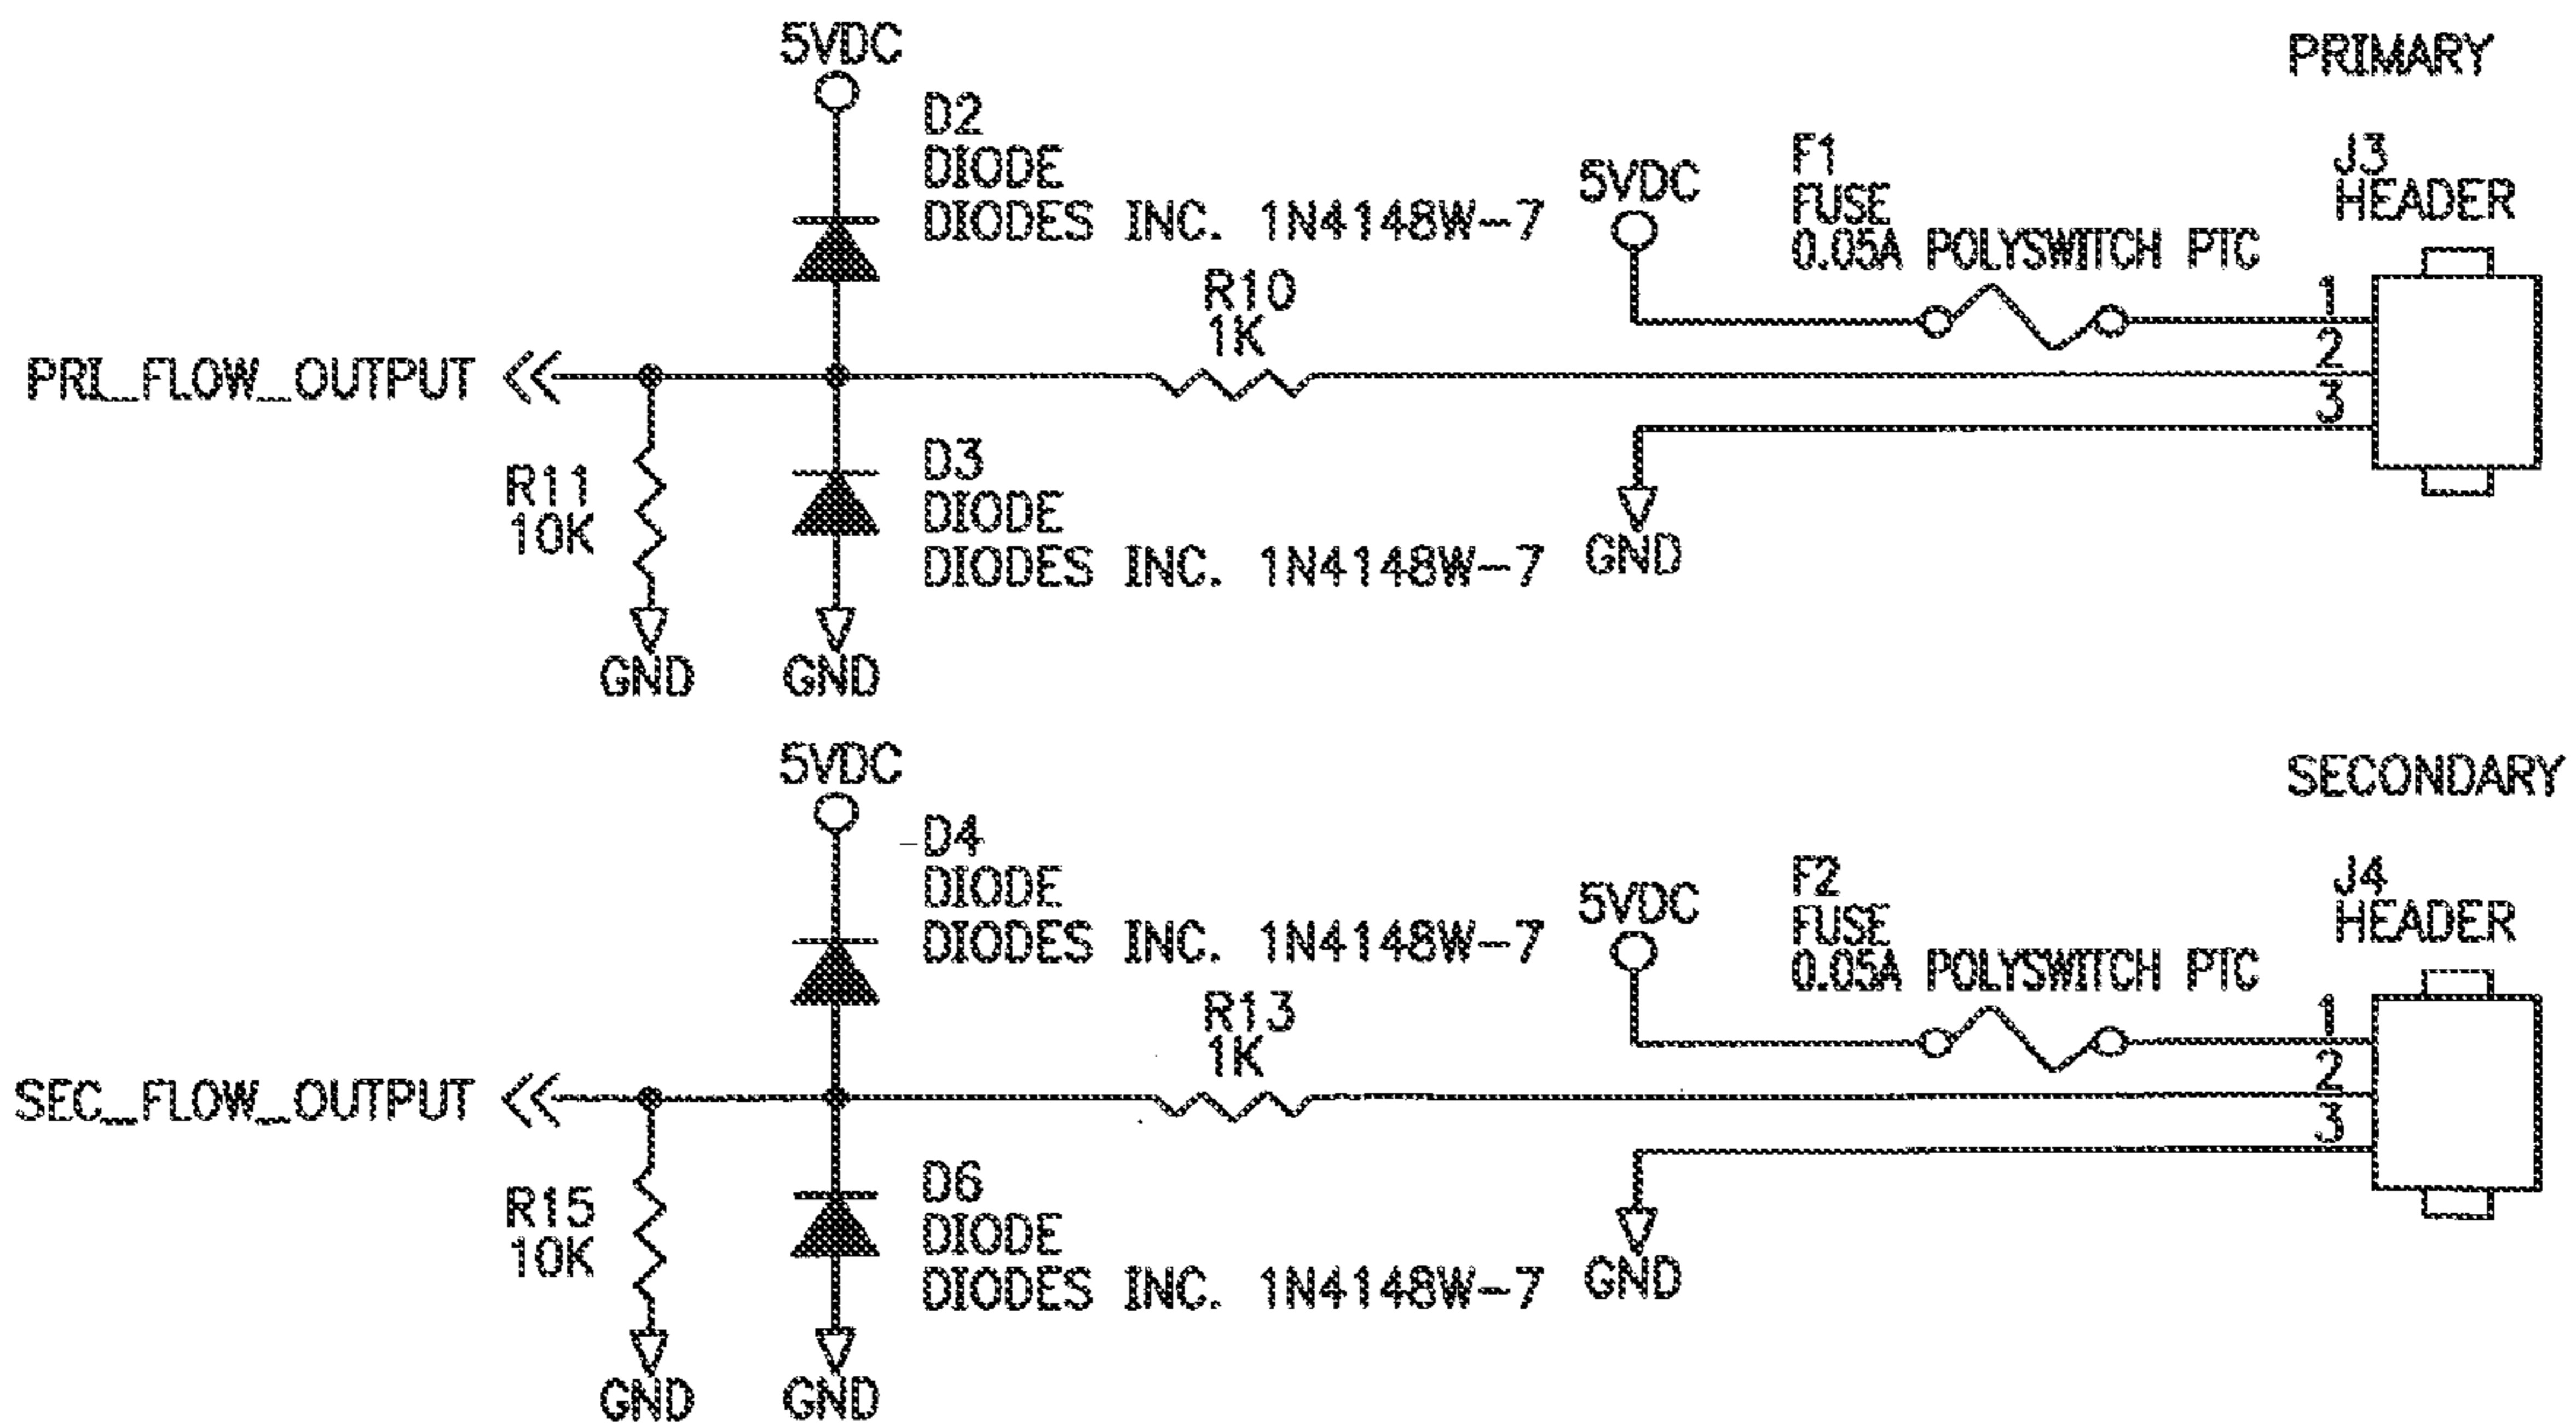 5VDC
PRIMARY
D2
DIODE
DIODES INC. 1N4148W-7
5VDC
F1
FUSE
0.05A POLYSWITCH PTC
J3
HEADER
R10
1K
1
2
3
PRI_FLOW_OUTPUT
R11
10K
D3
DIODE
DIODES INC. 1N4148W-7
GND
GND
GND
5VDC
SECONDARY
D4
DIODE
DIODES INC. 1N4148W-7
5VDC
F2
FUSE
0.05A POLYSWITCH PTC
J4
HEADER
R13
1K
1
2
3
SEC_FLOW_OUTPUT
R15
10K
D6
DIODE
DIODES INC. 1N4148W-7
GND
GND
GND